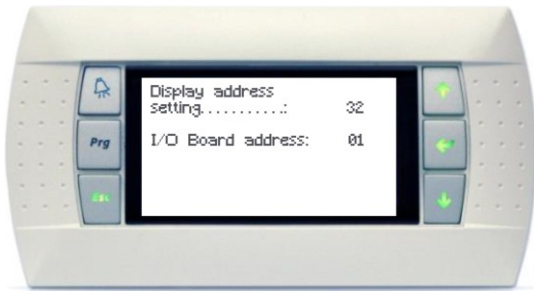 Display address
setting...........: 32
I/O Board address: 01
Prg
Esc